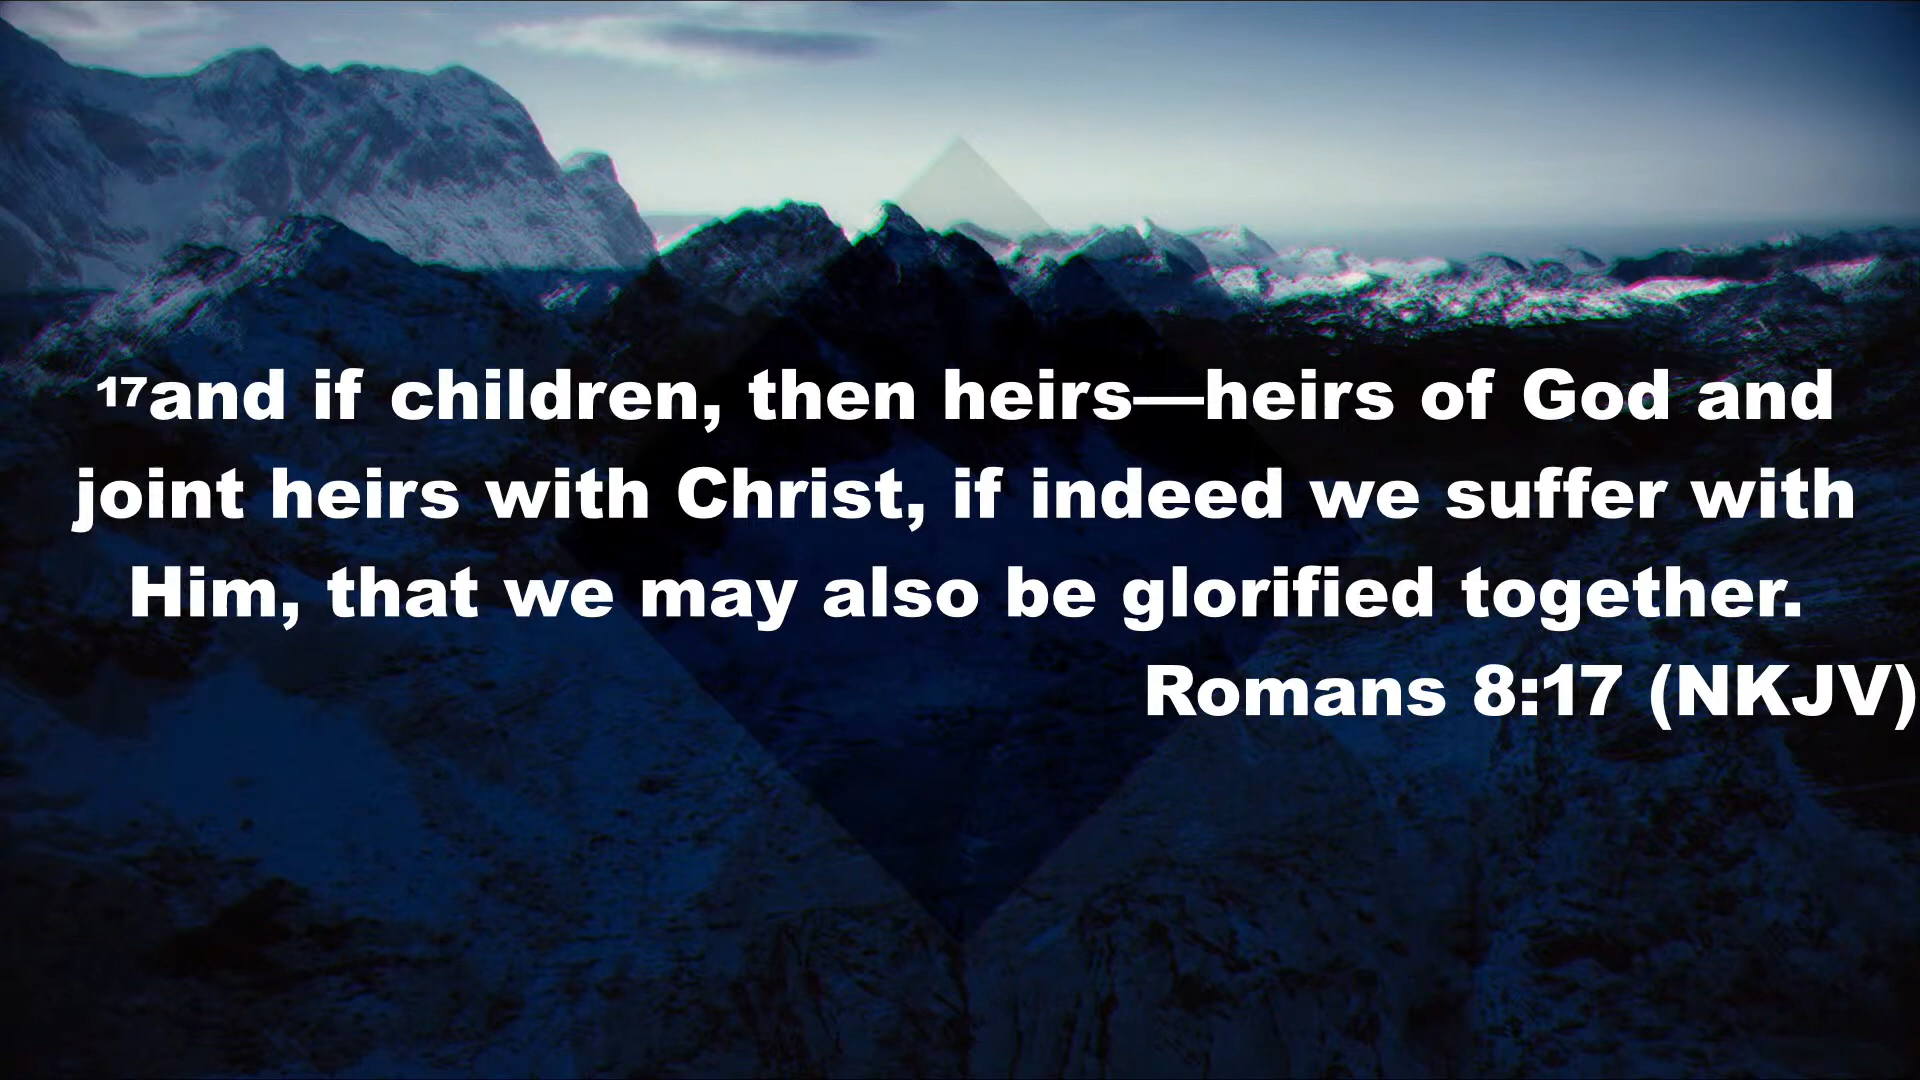 17and if children, then heirs—heirs of God and
joint heirs with Christ, if indeed we suffer with
Him, that we may also be glorified together.
Romans 8:17 (NKJV)